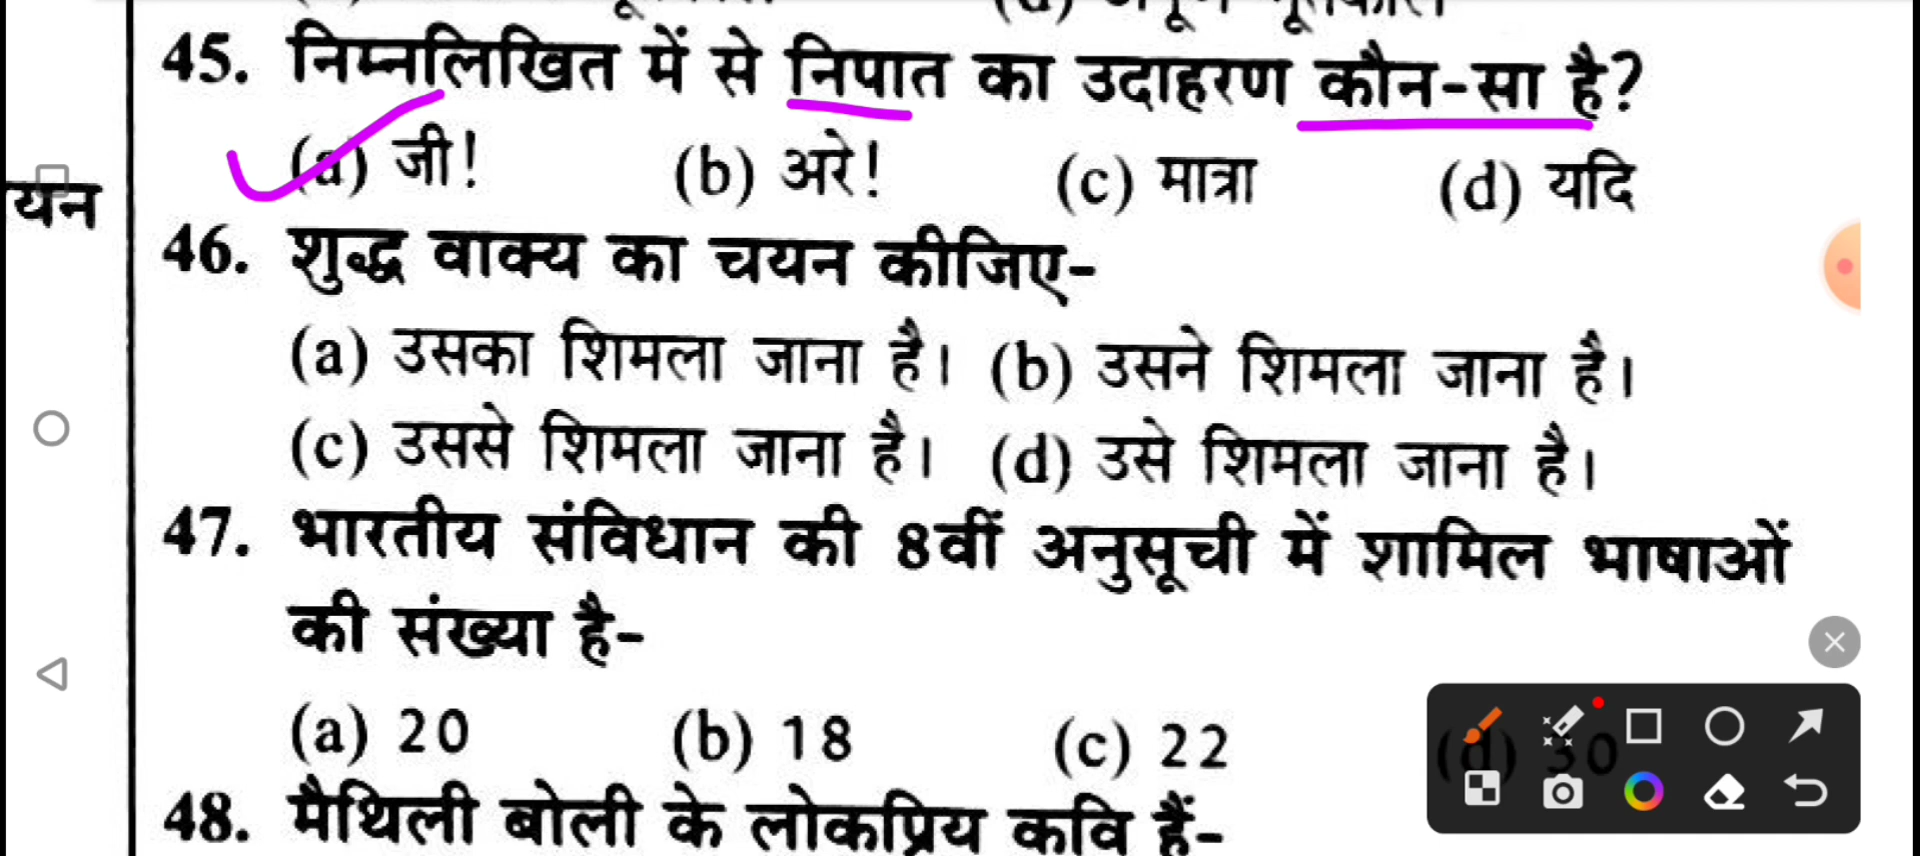 45. निम्नलिखित में से निपात का उदाहरण कौन-सा है?
(a) जी! (b) अरे! (c) मात्रा (d) यदि
यन
46. शुद्ध वाक्य का चयन कीजिए-
(a) उसका शिमला जाना है। (b) उसने शिमला जाना है।
(c) उससे शिमला जाना है। (d) उसे शिमला जाना है।
47. भारतीय संविधान की 8वीं अनुसूची में शामिल भाषाओं
की संख्या है-
(a) 20 (b) 18 (c) 22 (d) 30
48. मैथिली बोली के लोकप्रिय कवि हैं-